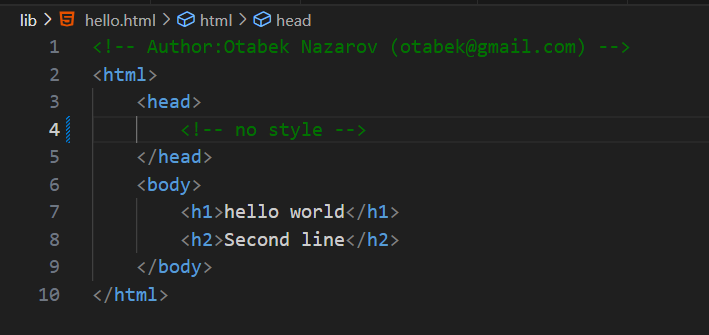 lib > hello.html > html > head
1 <!-- Author:Otabek Nazarov (otabek@gmail.com) -->
2 <html>
3     <head>
4         <!-- no style -->
5     </head>
6     <body>
7         <h1>hello world</h1>
8         <h2>Second line</h2>
9     </body>
10 </html>